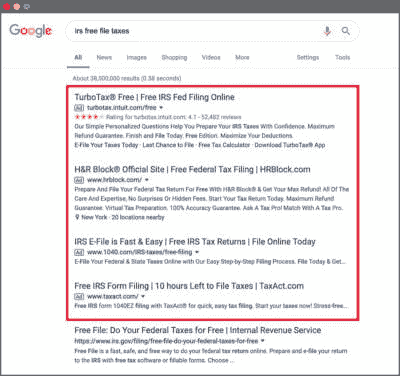 Google
irs free file taxes
All News Images Shopping Videos More Settings Tools
About 38,500,000 results (0.38 seconds)
TurboTax® Free | Free IRS Fed Filing Online
Ad turbotax.intuit.com/free
Rating for turbotax.intuit.com: 4.1 - 52,483 reviews
Our Simple Personalized Questions Help You Prepare Your IRS Taxes With Confidence. Maximum
Refund Guarantee. Finish and File Today. Free Edition. Maximize Your Deductions.
E-File Your Taxes Today · Last Chance to File · Free Tax Calculator · Download TurboTax® App
H&R Block® Official Site | Free Federal Tax Filing | HRBlock.com
Ad www.hrblock.com/
Prepare And File Your Federal Tax Return For Free With H&R Block® & Get Your Max Refund! All Of The
Care And Expertise, No Surprises Or Hidden Fees. Start Your Tax Return Today. Maximum Refund
Guarantee. Virtual Tax Preparation. 100% Accuracy Guarantee. Ask A Tax Pro! Match With A Tax Pro.
New York · 20 locations nearby
IRS E-File is Fast & Easy | Free IRS Tax Returns | File Online Today
Ad www.1040.com/IRS-taxes/free-filing
E-File Your Federal & State Taxes Online with Our Easy Step-by-Step Filing Process. File Today & Get...
Free IRS Form Filing | 10 hours Left to File Taxes | TaxAct.com
Ad www.taxact.com/
Free IRS form 1040EZ filing with TaxAct® for quick, easy tax filing. Start your taxes now! Stress-free...
Free File: Do Your Federal Taxes for Free | Internal Revenue Service
https://www.irs.gov/filing/free-file-do-your-federal-taxes-for-free
Free File is a fast, safe, and free way to do your federal tax return online. Prepare and e-file your return
to the IRS with free tax software or fillable forms. Choose ...